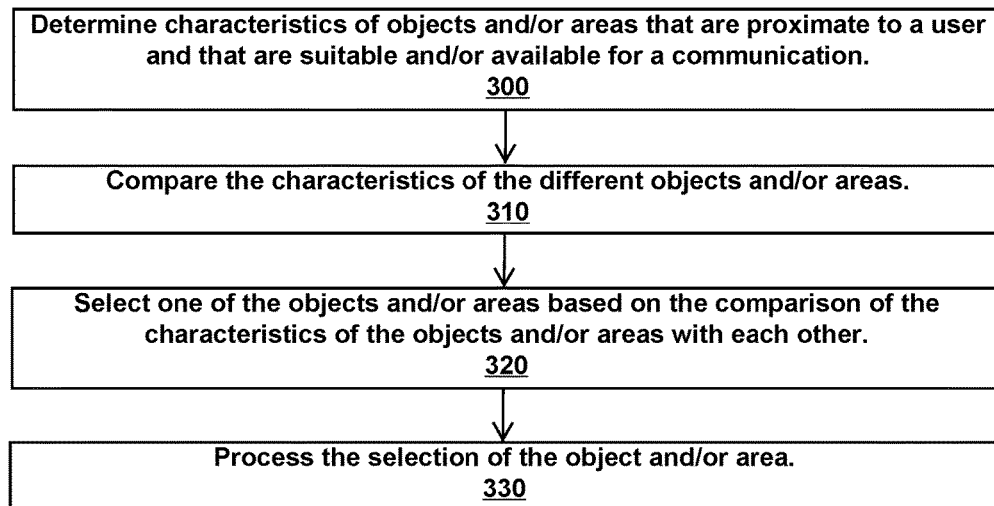 Determine characteristics of objects and/or areas that are proximate to a user
and that are suitable and/or available for a communication.
300
Compare the characteristics of the different objects and/or areas.
310
Select one of the objects and/or areas based on the comparison of the
characteristics of the objects and/or areas with each other.
320
Process the selection of the object and/or area.
330